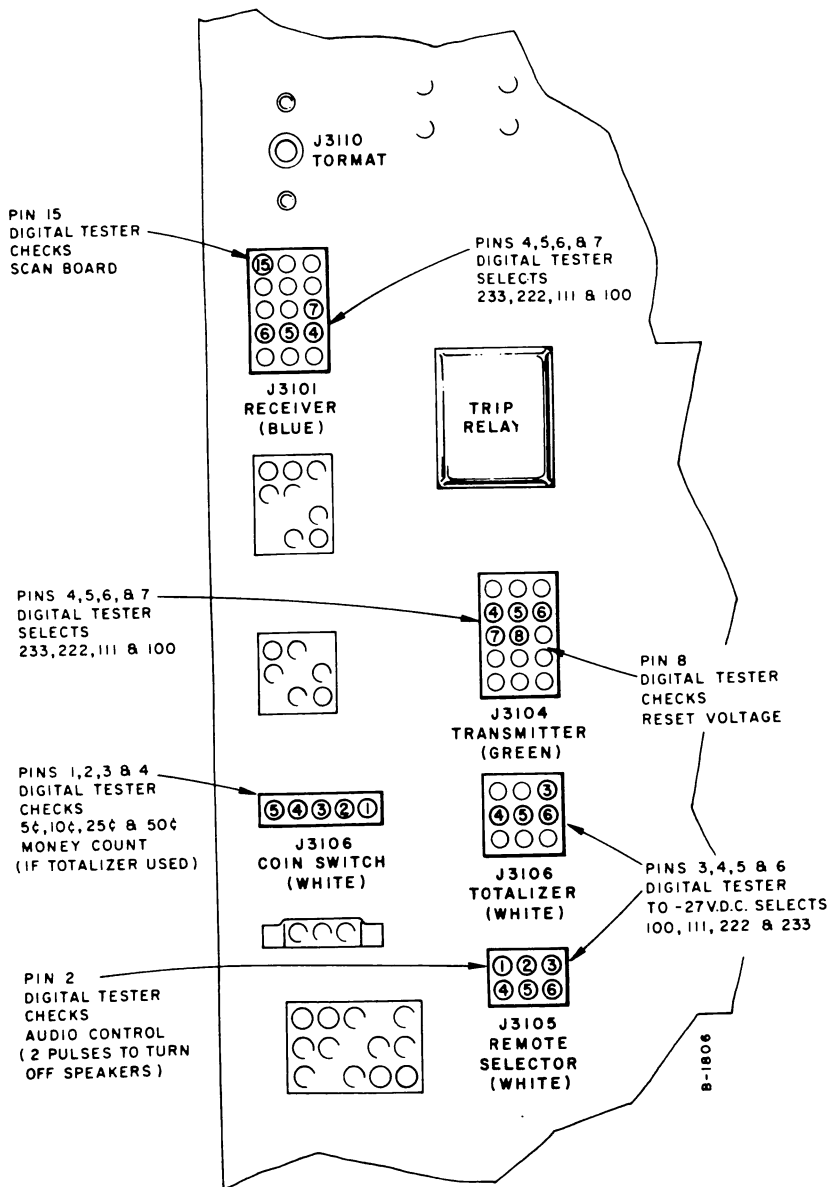 J3110
TORMAT
PIN 15
DIGITAL TESTER
CHECKS
SCAN BOARD
PINS 4,5,6, & 7
DIGITAL TESTER
SELECTS
233,222,111 & 100
15
7
6 5 4
J3101
RECEIVER
(BLUE)
TRIP
RELAY
PINS 4,5,6, & 7
DIGITAL TESTER
SELECTS
233,222,111 & 100
4 5 6
7 8
J3104
TRANSMITTER
(GREEN)
PIN 8
DIGITAL TESTER
CHECKS
RESET VOLTAGE
PINS 1,2,3 & 4
DIGITAL TESTER
CHECKS
5¢,10¢,25¢ & 50¢
MONEY COUNT
(IF TOTALIZER USED)
5 4 3 2 1
J3106
COIN SWITCH
(WHITE)
3
4 5 6
J3106
TOTALIZER
(WHITE)
PINS 3,4,5 & 6
DIGITAL TESTER
TO -27V.D.C. SELECTS
100,111,222 & 233
PIN 2
DIGITAL TESTER
CHECKS
AUDIO CONTROL
(2 PULSES TO TURN
OFF SPEAKERS)
1 2 3
4 5 6
J3105
REMOTE
SELECTOR
(WHITE)
B-1806